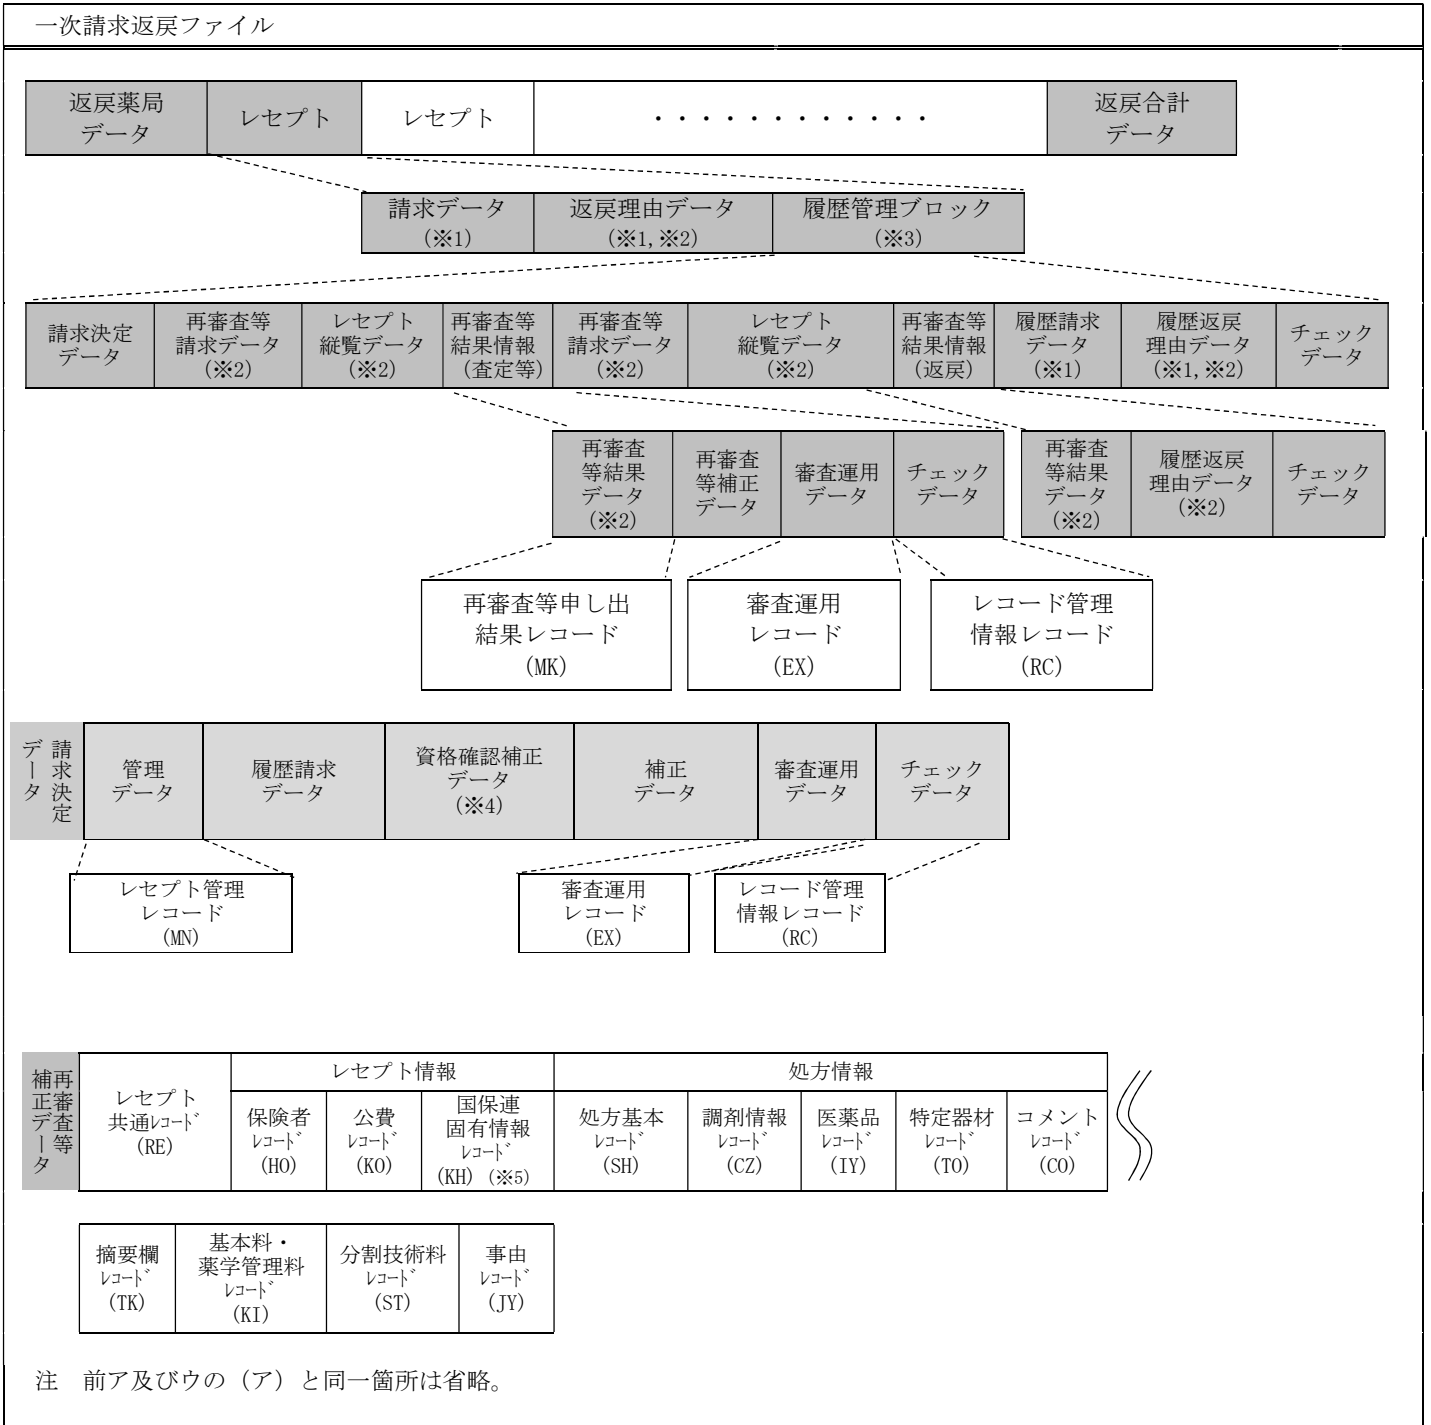 一次請求返戻ファイル
返戻薬局
データ
レセプト
レセプト
・・・・・・・・・・・・
返戻合計
データ
請求データ
(※1)
返戻理由データ
(※1,※2)
履歴管理ブロック
(※3)
請求決定
データ
再審査等
請求データ
(※2)
レセプト
縦覧データ
(※2)
再審査等
結果情報
(査定等)
再審査等
請求データ
(※2)
レセプト
縦覧データ
(※2)
再審査等
結果情報
(返戻)
履歴請求
データ
(※1)
履歴返戻
理由データ
(※1,※2)
チェック
データ
再審査
等結果
データ
(※2)
再審査
等補正
データ
審査運用
データ
チェック
データ
再審査
等結果
データ
(※2)
履歴返戻
理由データ
(※2)
チェック
データ
再審査等申し出
結果レコード
(MK)
審査運用
レコード
(EX)
レコード管理
情報レコード
(RC)
請求決定
データ
管理
データ
履歴請求
データ
資格確認補正
データ
(※4)
補正
データ
審査運用
データ
チェック
データ
レセプト管理
レコード
(MN)
審査運用
レコード
(EX)
レコード管理
情報レコード
(RC)
再審査等
補正データ
レセプト
共通ﾚｺｰﾄﾞ
(RE)
レセプト情報
処方情報
保険者
ﾚｺｰﾄﾞ
(HO)
公費
ﾚｺｰﾄﾞ
(KO)
国保連
固有情報
ﾚｺｰﾄﾞ
(KH) (※5)
処方基本
ﾚｺｰﾄﾞ
(SH)
調剤情報
ﾚｺｰﾄﾞ
(CZ)
医薬品
ﾚｺｰﾄﾞ
(IY)
特定器材
ﾚｺｰﾄﾞ
(TO)
コメント
ﾚｺｰﾄﾞ
(CO)
摘要欄
ﾚｺｰﾄﾞ
(TK)
基本料・
薬学管理料
ﾚｺｰﾄﾞ
(KI)
分割技術料
ﾚｺｰﾄﾞ
(ST)
事由
ﾚｺｰﾄﾞ
(JY)
注　前ア及びウの（ア）と同一箇所は省略。